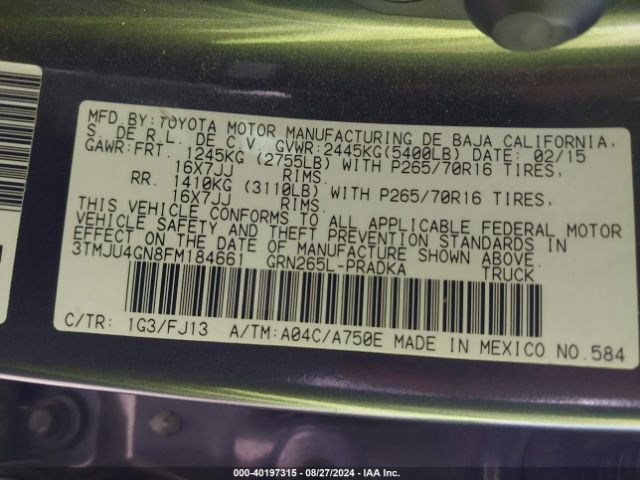 MFD.BY:TOYOTA MOTOR MANUFACTURING DE BAJA CALIFORNIA,
S. DE R.L. DE C.V. GVWR:2445KG(5400LB) DATE: 02/15
GAWR:FRT. 1245KG (2755LB) WITH P265/70R16 TIRES,
16X7JJ RIMS
RR. 1410KG (3110LB) WITH P265/70R16 TIRES,
16X7JJ RIMS.
THIS VEHICLE CONFORMS TO ALL APPLICABLE FEDERAL MOTOR
VEHICLE SAFETY AND THEFT PREVENTION STANDARDS IN
EFFECT ON THE DATE OF MANUFACTURE SHOWN ABOVE.
3TMJU4GN8FM184661 GRN265L-PRADKA TRUCK
C/TR: 1G3/FJ13 A/TM:A04C/A750E MADE IN MEXICO NO.584
000-40197315 - 08/27/2024 - IAA Inc.